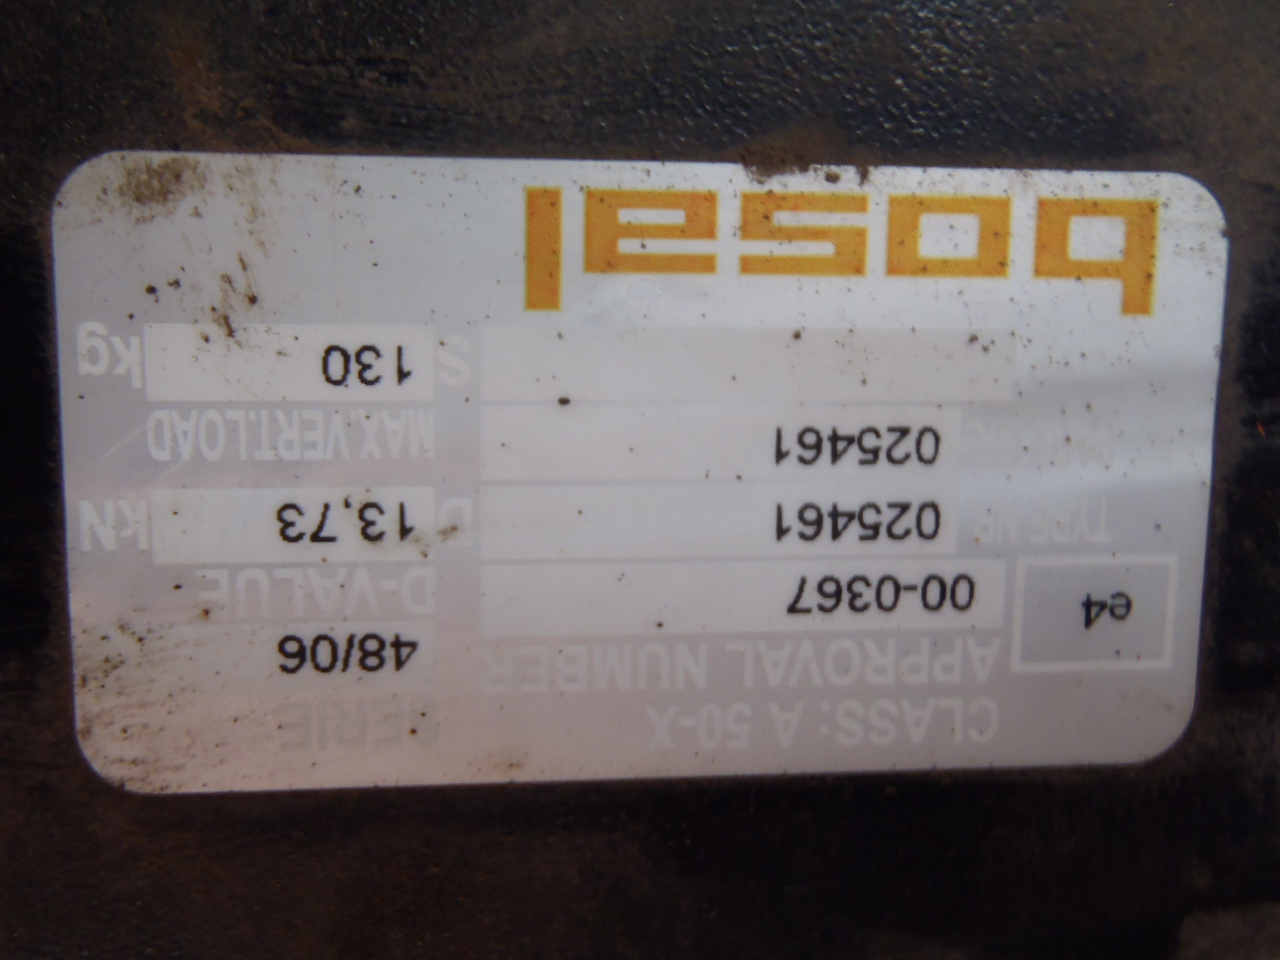 CLASS: A 50-X SERIE
APPROVAL NUMBER 48/06
e4 00-0367 D-VALUE
TYPE NR. 025461 D 13,73 kN
025461 MAX.VERT.LOAD
S 130 kg
bosal